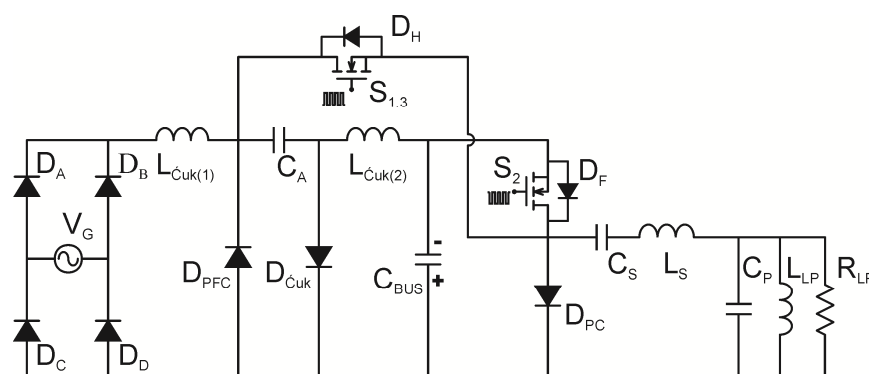 D_H
S_1,3
D_A
D_B
L_Ćuk(1)
C_A
L_Ćuk(2)
S_2
D_F
V_G
D_PFC
D_Ćuk
-
C_BUS
+
C_S
L_S
C_P
L_LP
R_LP
D_PC
D_C
D_D